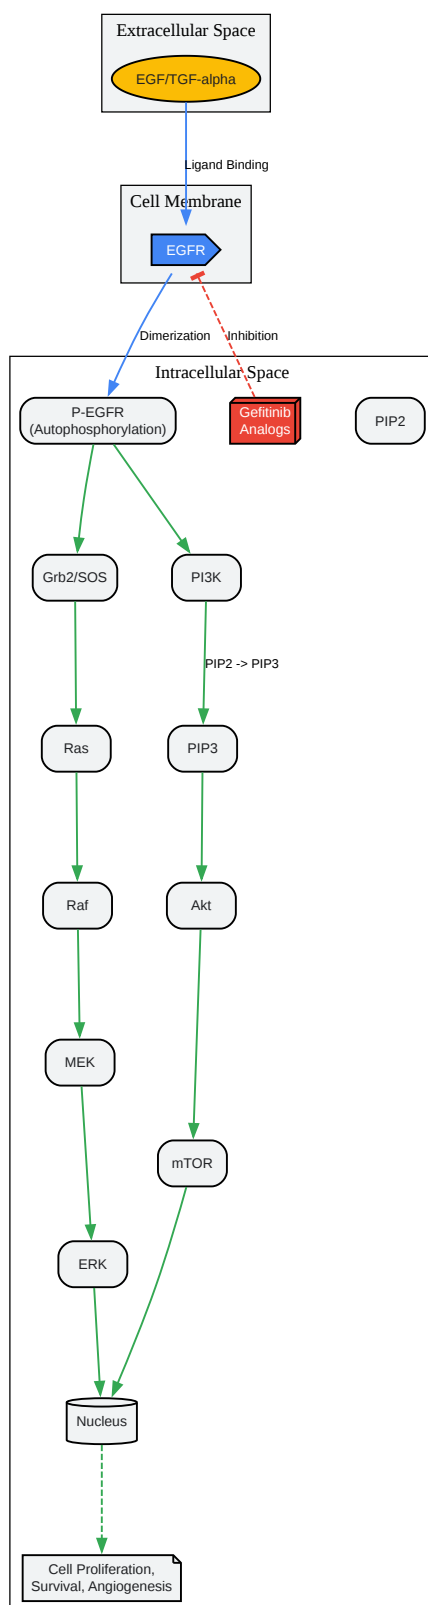 Extracellular Space
EGF/TGF-alpha
Ligand Binding
Cell Membrane
EGFR
Dimerization
Inhibition
Intracellular Space
P-EGFR
(Autophosphorylation)
Gefitinib
Analogs
PIP2
Grb2/SOS
PI3K
PIP2 -> PIP3
Ras
PIP3
Raf
Akt
MEK
mTOR
ERK
Nucleus
Cell Proliferation,
Survival, Angiogenesis